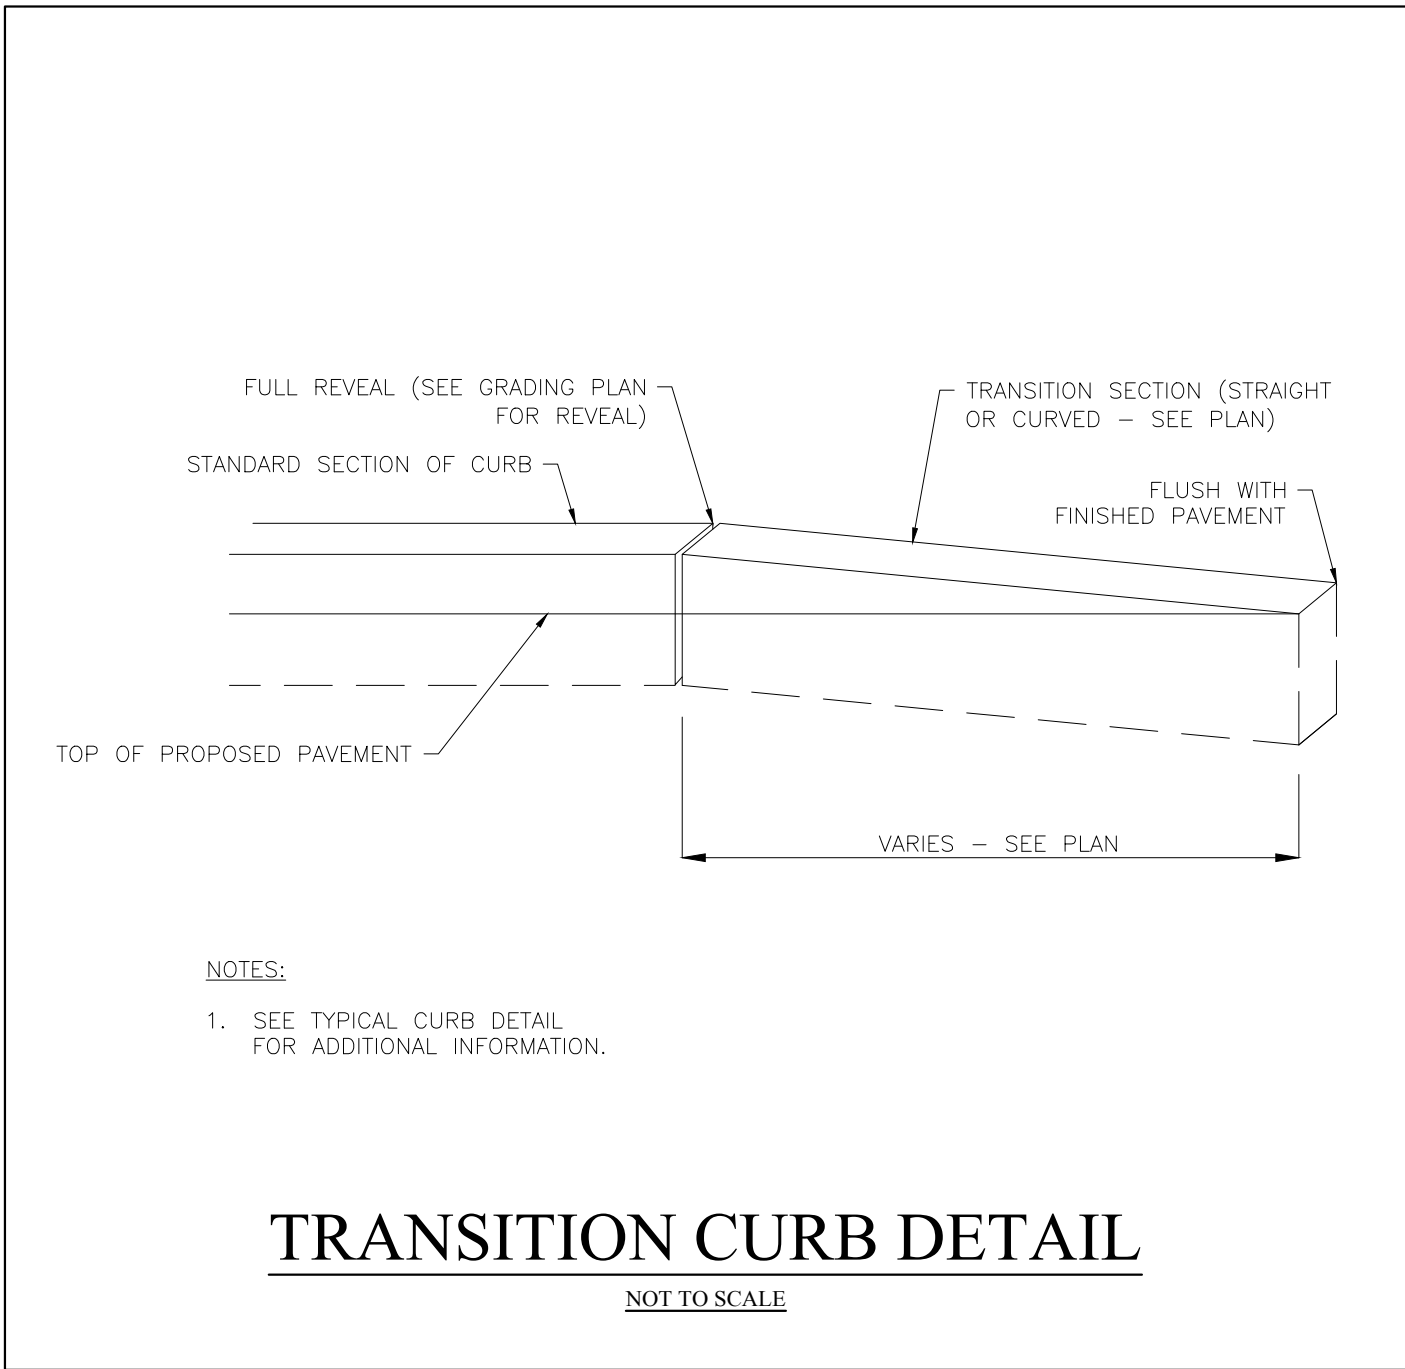 FULL REVEAL (SEE GRADING PLAN
FOR REVEAL)
TRANSITION SECTION (STRAIGHT
OR CURVED – SEE PLAN)
STANDARD SECTION OF CURB
FLUSH WITH
FINISHED PAVEMENT
TOP OF PROPOSED PAVEMENT
VARIES – SEE PLAN
NOTES:
1. SEE TYPICAL CURB DETAIL
FOR ADDITIONAL INFORMATION.
TRANSITION CURB DETAIL
NOT TO SCALE